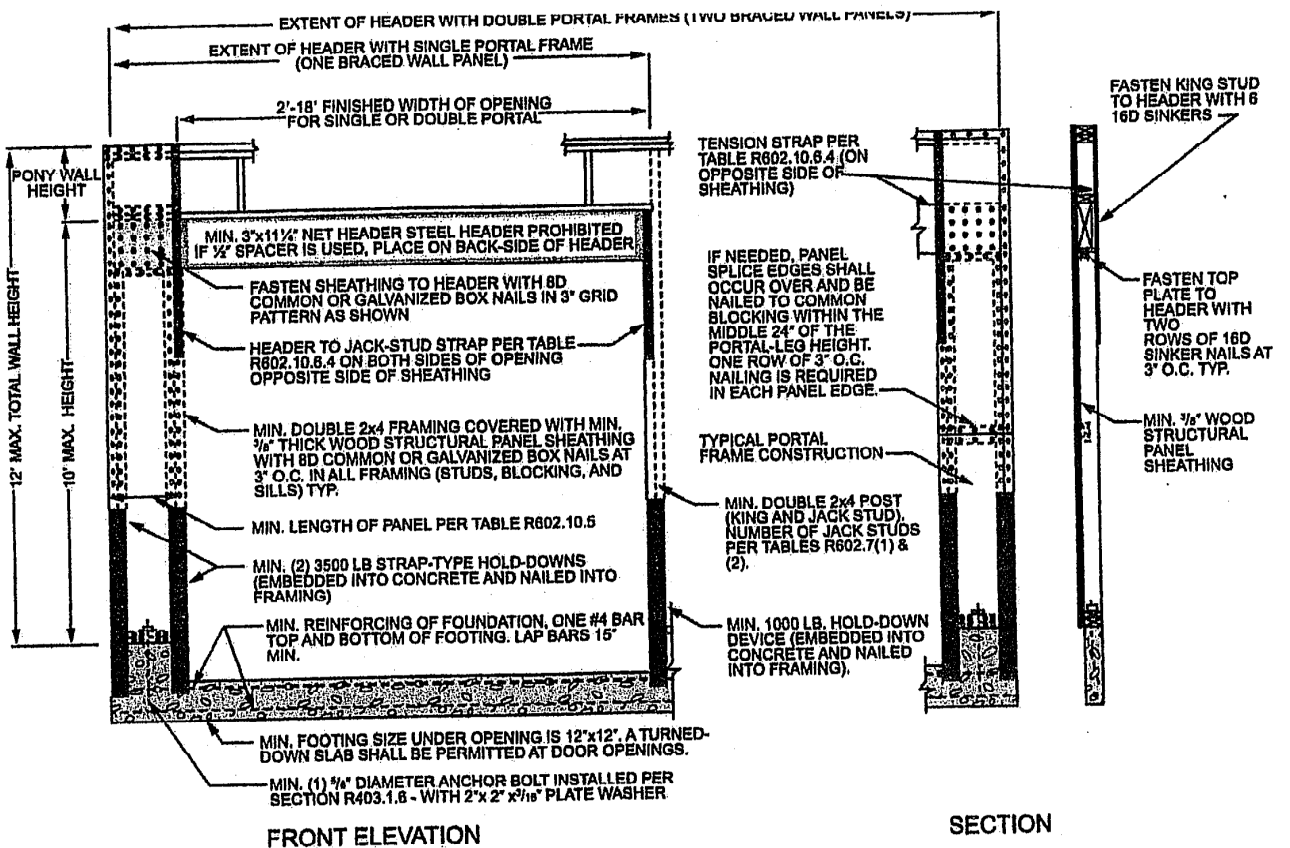 EXTENT OF HEADER WITH DOUBLE PORTAL FRAMES (TWO BRACED WALL PANELS)
EXTENT OF HEADER WITH SINGLE PORTAL FRAME
(ONE BRACED WALL PANEL)
2'-18' FINISHED WIDTH OF OPENING
FOR SINGLE OR DOUBLE PORTAL
PONY WALL
HEIGHT
12' MAX. TOTAL WALL HEIGHT
10' MAX. HEIGHT
MIN. 3"x11¼" NET HEADER STEEL HEADER PROHIBITED
IF ½" SPACER IS USED, PLACE ON BACK-SIDE OF HEADER
FASTEN SHEATHING TO HEADER WITH 8D
COMMON OR GALVANIZED BOX NAILS IN 3" GRID
PATTERN AS SHOWN
HEADER TO JACK-STUD STRAP PER TABLE
R602.10.6.4 ON BOTH SIDES OF OPENING
OPPOSITE SIDE OF SHEATHING
MIN. DOUBLE 2x4 FRAMING COVERED WITH MIN.
3/8" THICK WOOD STRUCTURAL PANEL SHEATHING
WITH 8D COMMON OR GALVANIZED BOX NAILS AT
3" O.C. IN ALL FRAMING (STUDS, BLOCKING, AND
SILLS) TYP.
MIN. LENGTH OF PANEL PER TABLE R602.10.5
MIN. (2) 3500 LB STRAP-TYPE HOLD-DOWNS
(EMBEDDED INTO CONCRETE AND NAILED INTO
FRAMING)
MIN. REINFORCING OF FOUNDATION, ONE #4 BAR
TOP AND BOTTOM OF FOOTING. LAP BARS 15"
MIN.
MIN. FOOTING SIZE UNDER OPENING IS 12"x12". A TURNED-
DOWN SLAB SHALL BE PERMITTED AT DOOR OPENINGS.
MIN. (1) 5/8" DIAMETER ANCHOR BOLT INSTALLED PER
SECTION R403.1.6 - WITH 2"x 2" x3/16" PLATE WASHER
FRONT ELEVATION
TENSION STRAP PER
TABLE R602.10.6.4 (ON
OPPOSITE SIDE OF
SHEATHING)
IF NEEDED, PANEL
SPLICE EDGES SHALL
OCCUR OVER AND BE
NAILED TO COMMON
BLOCKING WITHIN THE
MIDDLE 24" OF THE
PORTAL-LEG HEIGHT.
ONE ROW OF 3" O.C.
NAILING IS REQUIRED
IN EACH PANEL EDGE.
TYPICAL PORTAL
FRAME CONSTRUCTION
MIN. DOUBLE 2x4 POST
(KING AND JACK STUD).
NUMBER OF JACK STUDS
PER TABLES R602.7(1) &
(2).
MIN. 1000 LB. HOLD-DOWN
DEVICE (EMBEDDED INTO
CONCRETE AND NAILED
INTO FRAMING).
FASTEN KING STUD
TO HEADER WITH 6
16D SINKERS
FASTEN TOP
PLATE TO
HEADER WITH
TWO
ROWS OF 16D
SINKER NAILS AT
3" O.C. TYP.
MIN. 3/8" WOOD
STRUCTURAL
PANEL
SHEATHING
SECTION